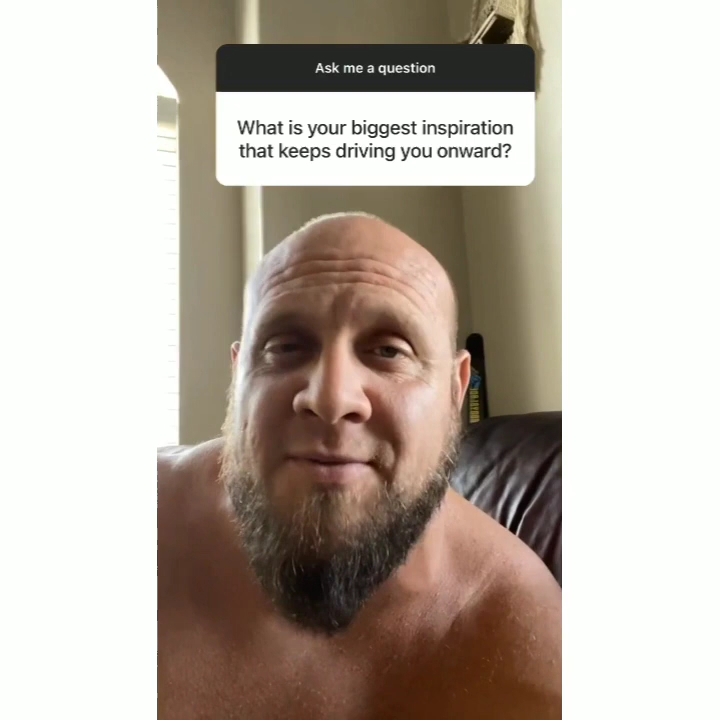 Ask me a question
What is your biggest inspiration
that keeps driving you onward?